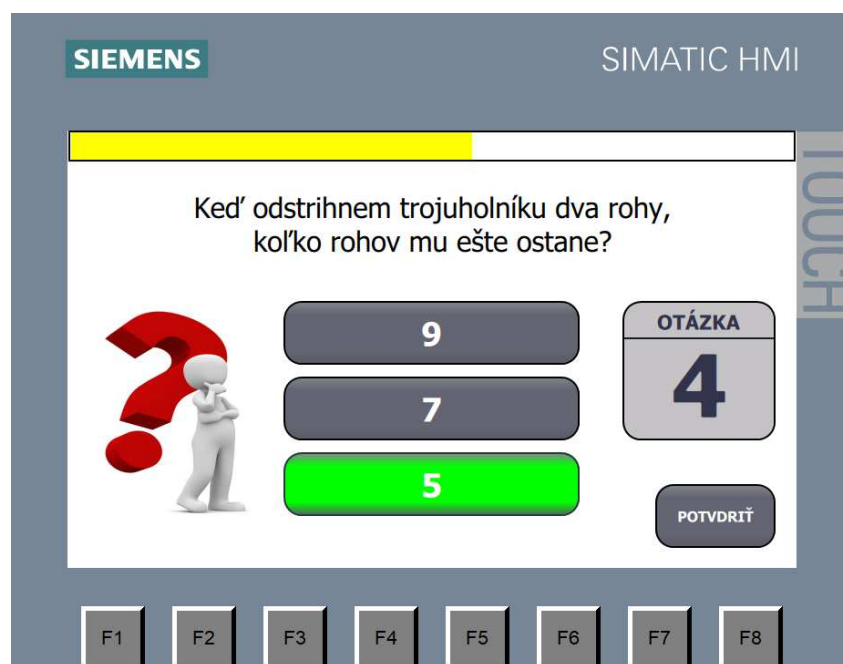 SIEMENS
SIMATIC HMI
TOUCH
Keď odstrihnem trojuholníku dva rohy,
koľko rohov mu ešte ostane?
9
7
5
OTÁZKA
4
POTVDRIŤ
F1 F2 F3 F4 F5 F6 F7 F8